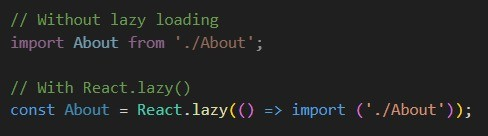 // Without lazy loading
import About from './About';
// With React.lazy()
const About = React.lazy(() => import ('./About'));